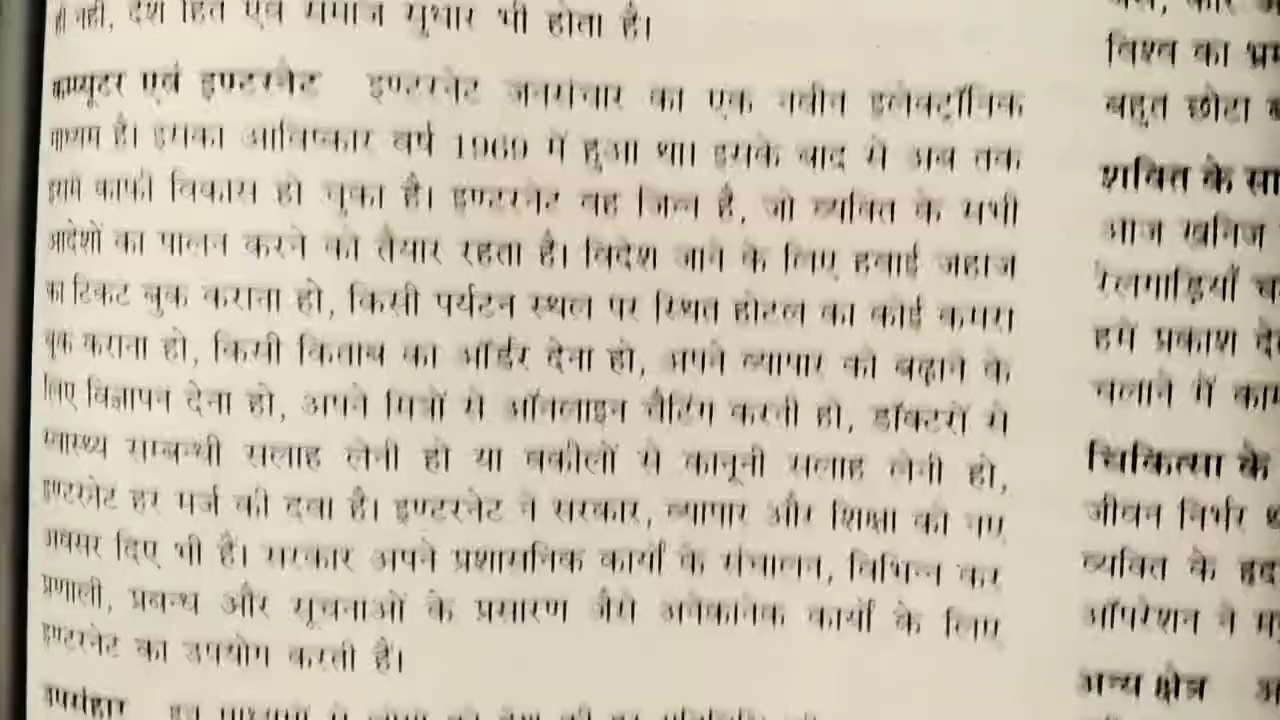 ही नहीं, देश हित एवं समाज सुधार भी होता है।
कम्प्यूटर एवं इण्टरनेट इण्टरनेट जनसंचार का एक नवीन इलेक्ट्रॉनिक
माध्यम है। इसका आविष्कार वर्ष 1969 में हुआ था। इसके बाद से अब तक
इसमें काफी विकास हो चुका है। इण्टरनेट वह जिन्न है, जो व्यक्ति के सभी
आदेशों का पालन करने को तैयार रहता है। विदेश जाने के लिए हवाई जहाज
का टिकट बुक कराना हो, किसी पर्यटन स्थल पर स्थित होटल का कोई कमरा
बुक कराना हो, किसी किताब का ऑर्डर देना हो, अपने व्यापार को बढ़ाने के
लिए विज्ञापन देना हो, अपने मित्रों से ऑनलाइन चैटिंग करनी हो, डॉक्टरों से
स्वास्थ्य सम्बन्धी सलाह लेनी हो या वकीलों से कानूनी सलाह लेनी हो,
इण्टरनेट हर मर्ज की दवा है। इण्टरनेट ने सरकार, व्यापार और शिक्षा को नए
अवसर दिए भी हैं। सरकार अपने प्रशासनिक कार्यों के संचालन, विभिन्न कर
प्रणाली, प्रबन्ध और सूचनाओं के प्रसारण जैसे अनेकानेक कार्यों के लिए
इण्टरनेट का उपयोग करती हैं।
उपसंहार इन माध्यमों से लोगों को देश की हर
विश्व का
बहुत छोटा
शक्ति के
आज खनिज
रेलगाड़ियाँ
हमें प्रकाश
चलाने में
चिकित्सा के
जीवन निर्भर
व्यक्ति के
ऑपरेशन ने
अन्य क्षेत्र